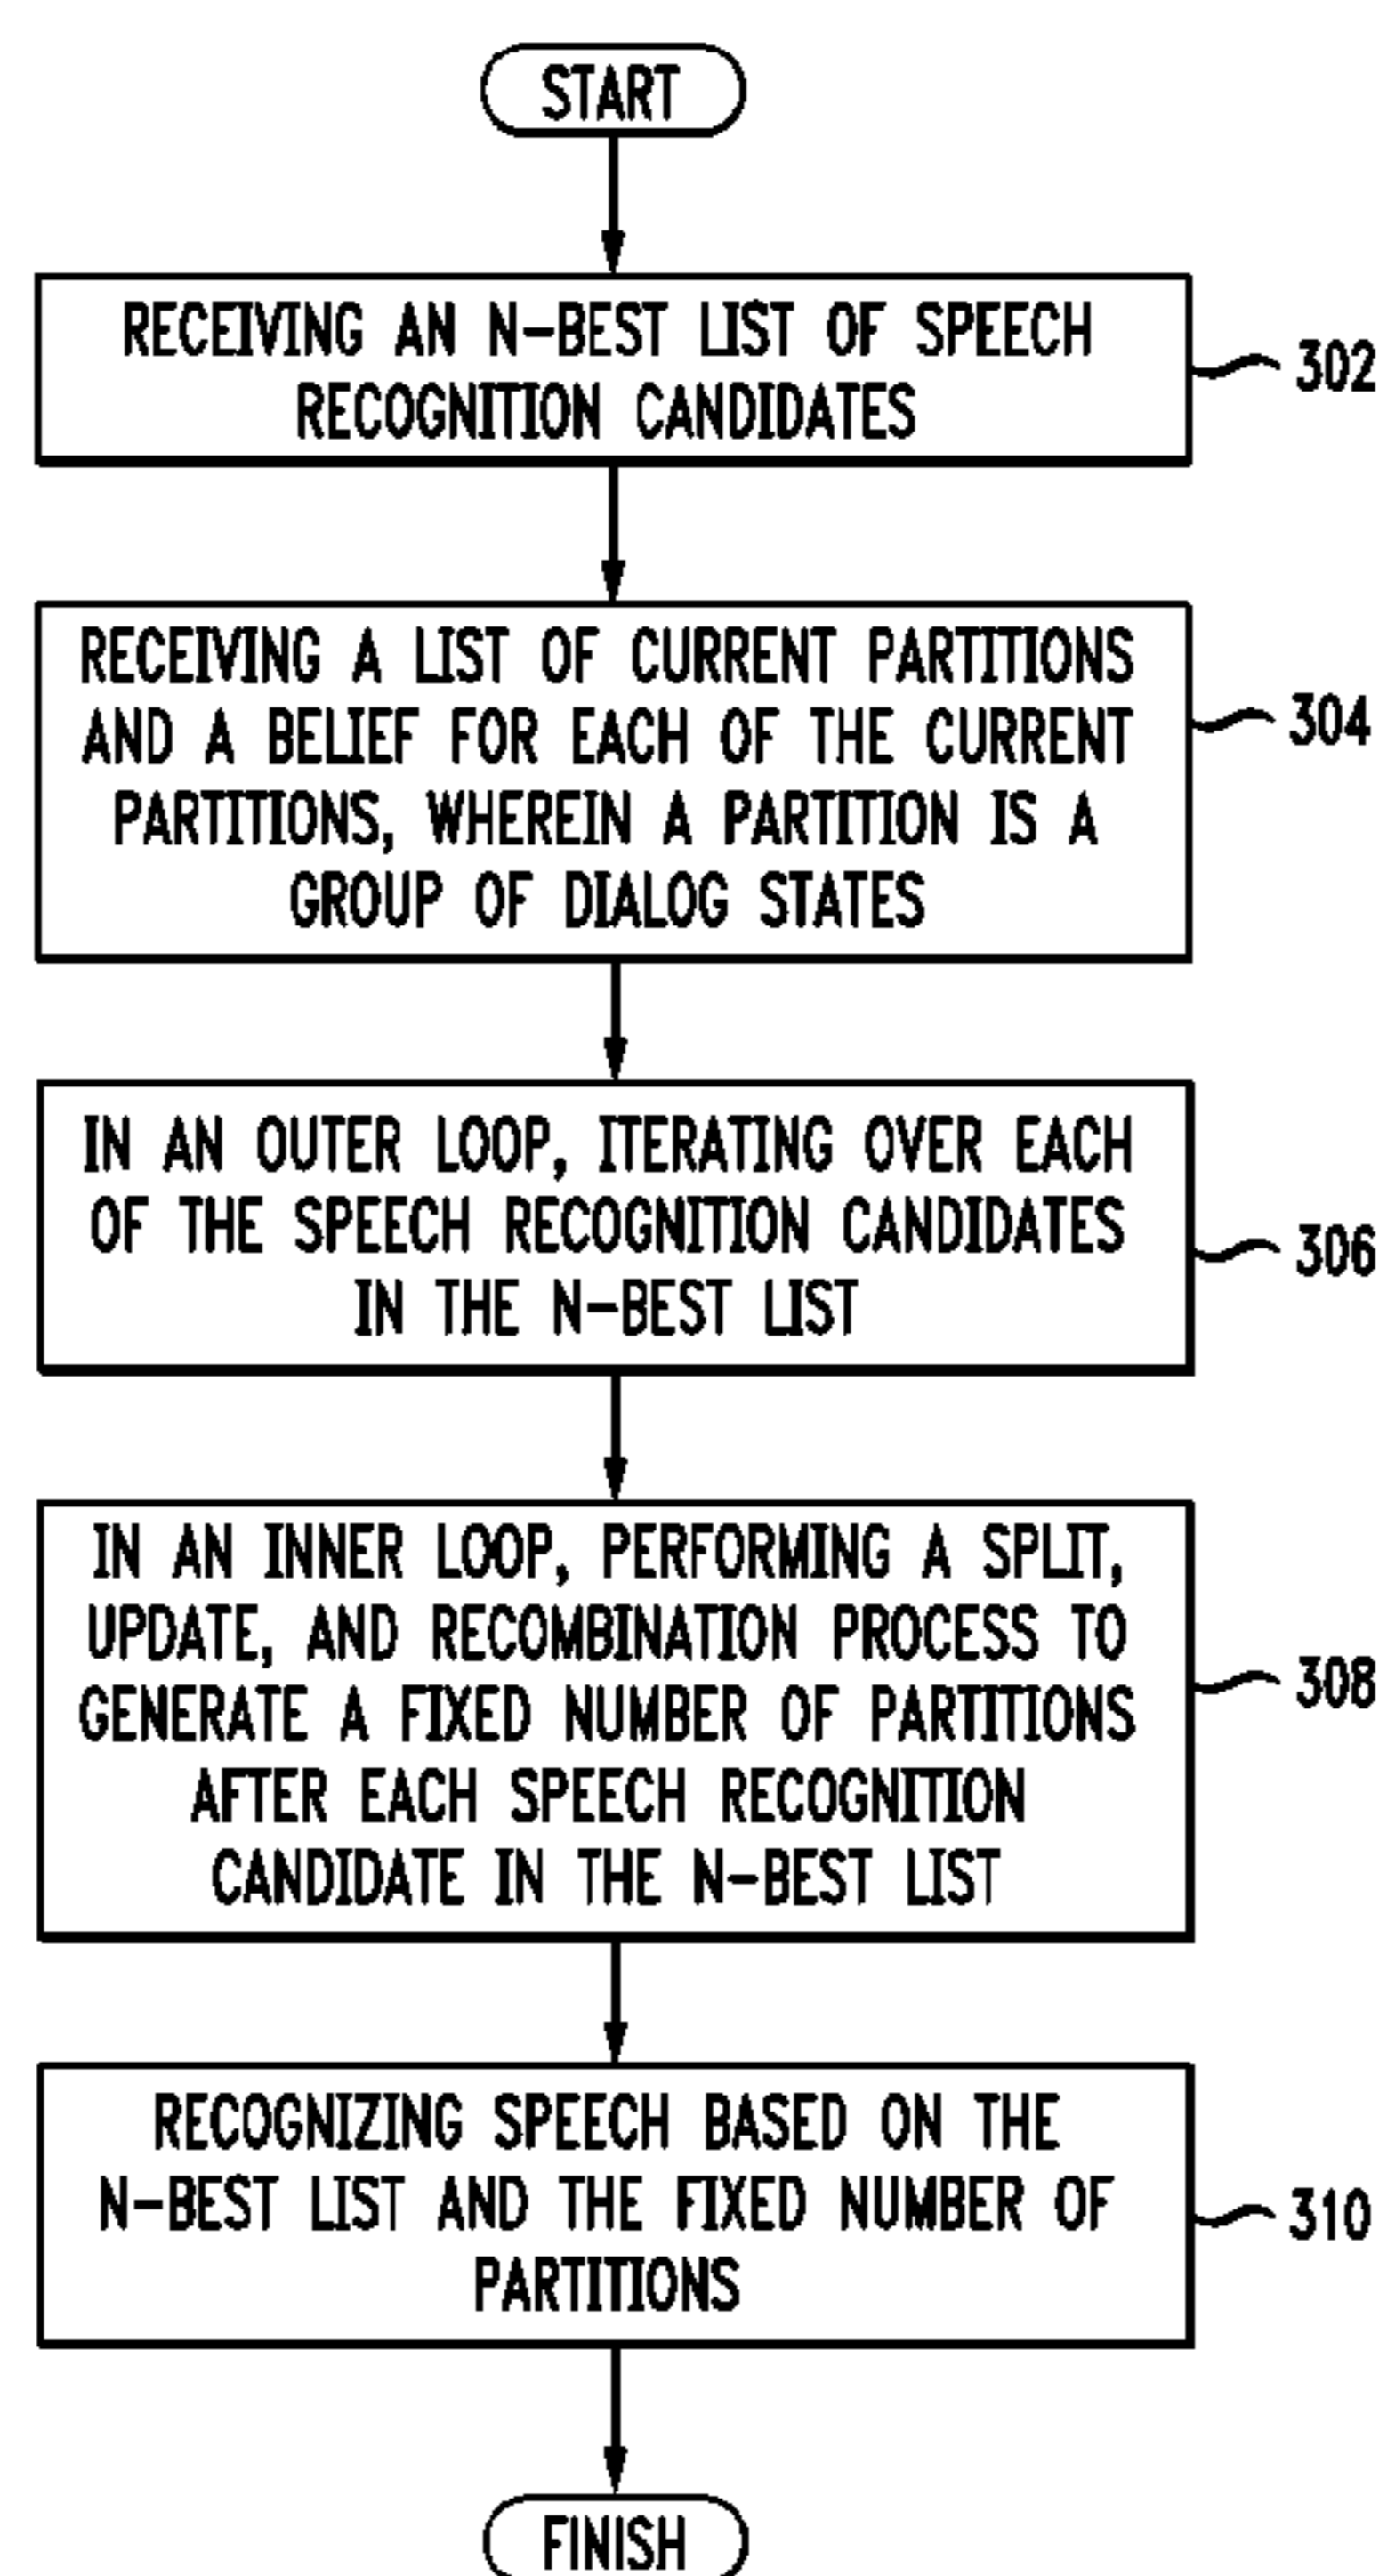 START
RECEIVING AN N-BEST LIST OF SPEECH
RECOGNITION CANDIDATES
302
RECEIVING A LIST OF CURRENT PARTITIONS
AND A BELIEF FOR EACH OF THE CURRENT
PARTITIONS, WHEREIN A PARTITION IS A
GROUP OF DIALOG STATES
304
IN AN OUTER LOOP, ITERATING OVER EACH
OF THE SPEECH RECOGNITION CANDIDATES
IN THE N-BEST LIST
306
IN AN INNER LOOP, PERFORMING A SPLIT,
UPDATE, AND RECOMBINATION PROCESS TO
GENERATE A FIXED NUMBER OF PARTITIONS
AFTER EACH SPEECH RECOGNITION
CANDIDATE IN THE N-BEST LIST
308
RECOGNIZING SPEECH BASED ON THE
N-BEST LIST AND THE FIXED NUMBER OF
PARTITIONS
310
FINISH